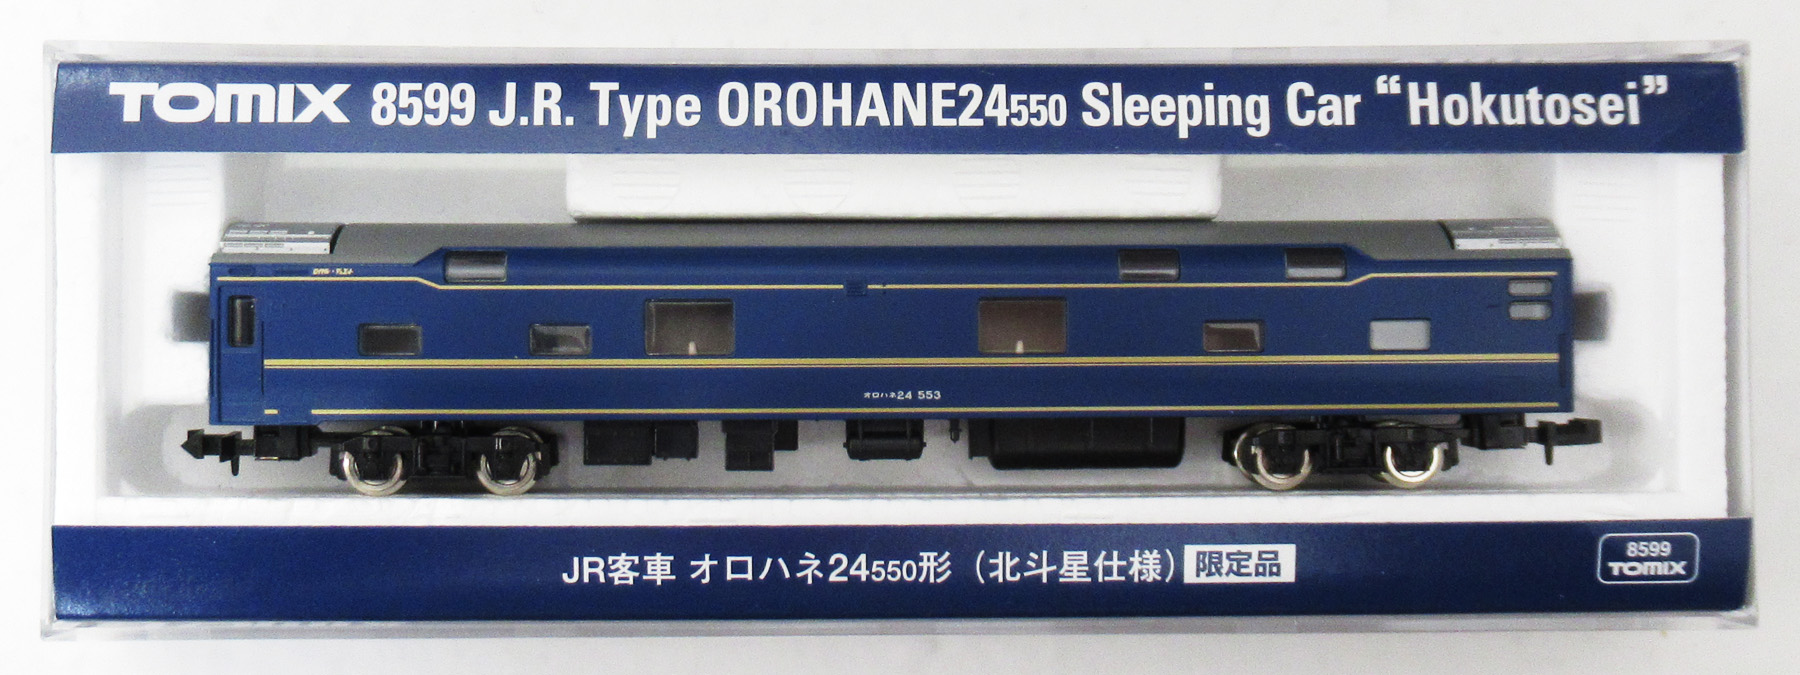 TOMIX 8599 J.R. Type OROHANE24550 Sleeping Car “Hokutosei”
オロハネ24 553
JR客車 オロハネ24550形（北斗星仕様） 限定品
8599
TOMIX